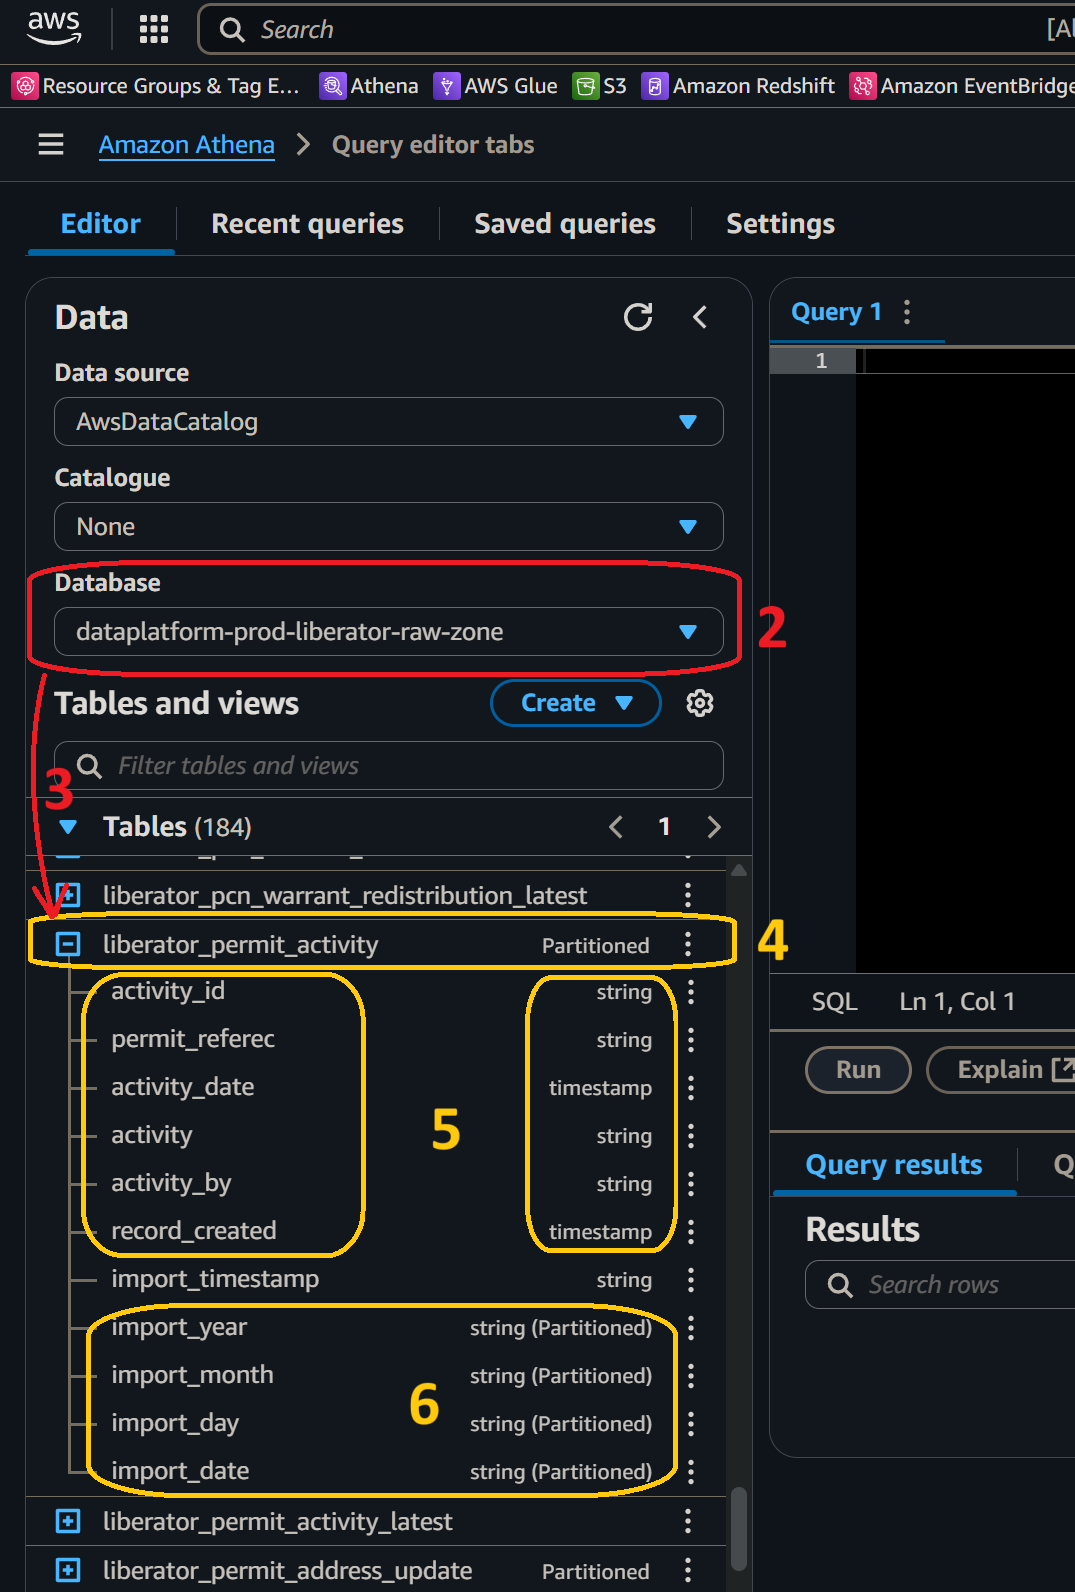 aws
Search
[Al
Resource Groups & Tag E...
Athena
AWS Glue
S3
Amazon Redshift
Amazon EventBridge
Amazon Athena > Query editor tabs
Editor
Recent queries
Saved queries
Settings
Data
Data source
AwsDataCatalog
Catalogue
None
Database
dataplatform-prod-liberator-raw-zone
2
Tables and views
Create
Filter tables and views
3
Tables (184)
1
liberator_pcn_warrant_redistribution_latest
liberator_permit_activity Partitioned
4
activity_id string
permit_referec string
activity_date timestamp
activity string
5
activity_by string
record_created timestamp
import_timestamp string
import_year string (Partitioned)
import_month string (Partitioned)
6
import_day string (Partitioned)
import_date string (Partitioned)
liberator_permit_activity_latest
liberator_permit_address_update Partitioned
Query 1
1
SQL Ln 1, Col 1
Run
Explain
Query results
Q
Results
Search rows